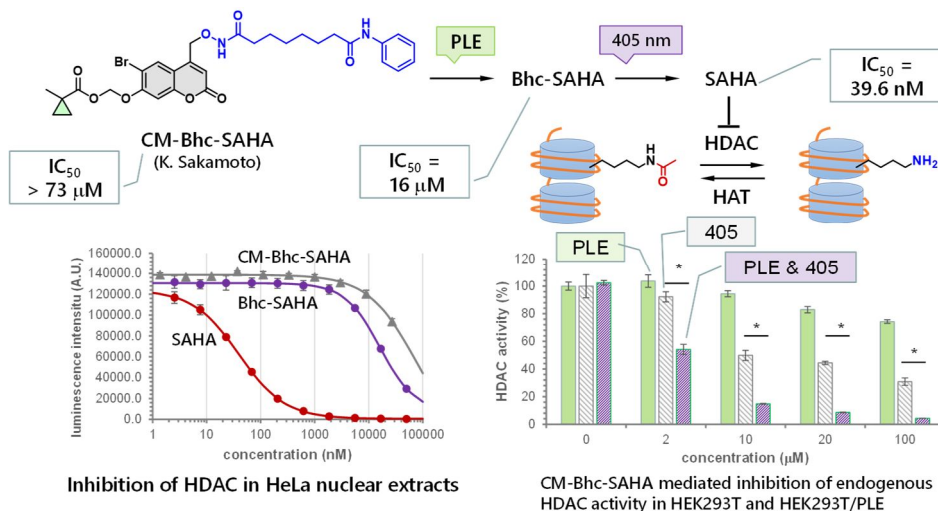 H
N
O
O
N
H
O
Br
O
O
O
O
O
PLE
405 nm
Bhc-SAHA
SAHA
IC50 =
39.6 nM
CM-Bhc-SAHA
(K. Sakamoto)
IC50
> 73 μM
IC50 =
16 μM
HDAC
HAT
H
N
O
NH2
luminescence intensitu (A.U.)
160000.0
140000.0
120000.0
100000.0
80000.0
60000.0
40000.0
20000.0
0.0
CM-Bhc-SAHA
Bhc-SAHA
SAHA
1 10 100 1000 10000 100000
concentration (nM)
Inhibition of HDAC in HeLa nuclear extracts
PLE
405
PLE & 405
HDAC activity (%)
120
100
80
60
40
20
0
*
*
*
*
0 2 10 20 100
concentration (μM)
CM-Bhc-SAHA mediated inhibition of endogenous
HDAC activity in HEK293T and HEK293T/PLE